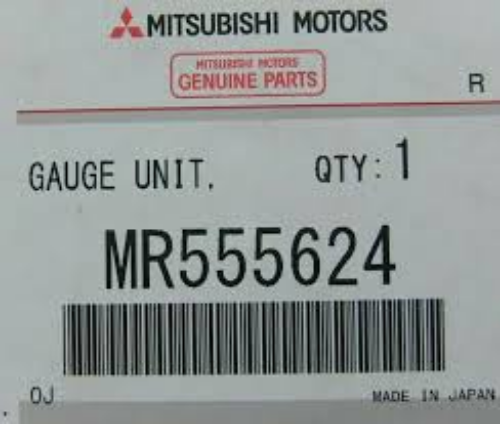 MITSUBISHI MOTORS
MITSUBISHI MOTORS
GENUINE PARTS
R
GAUGE UNIT. QTY: 1
MR555624
OJ MADE IN JAPAN